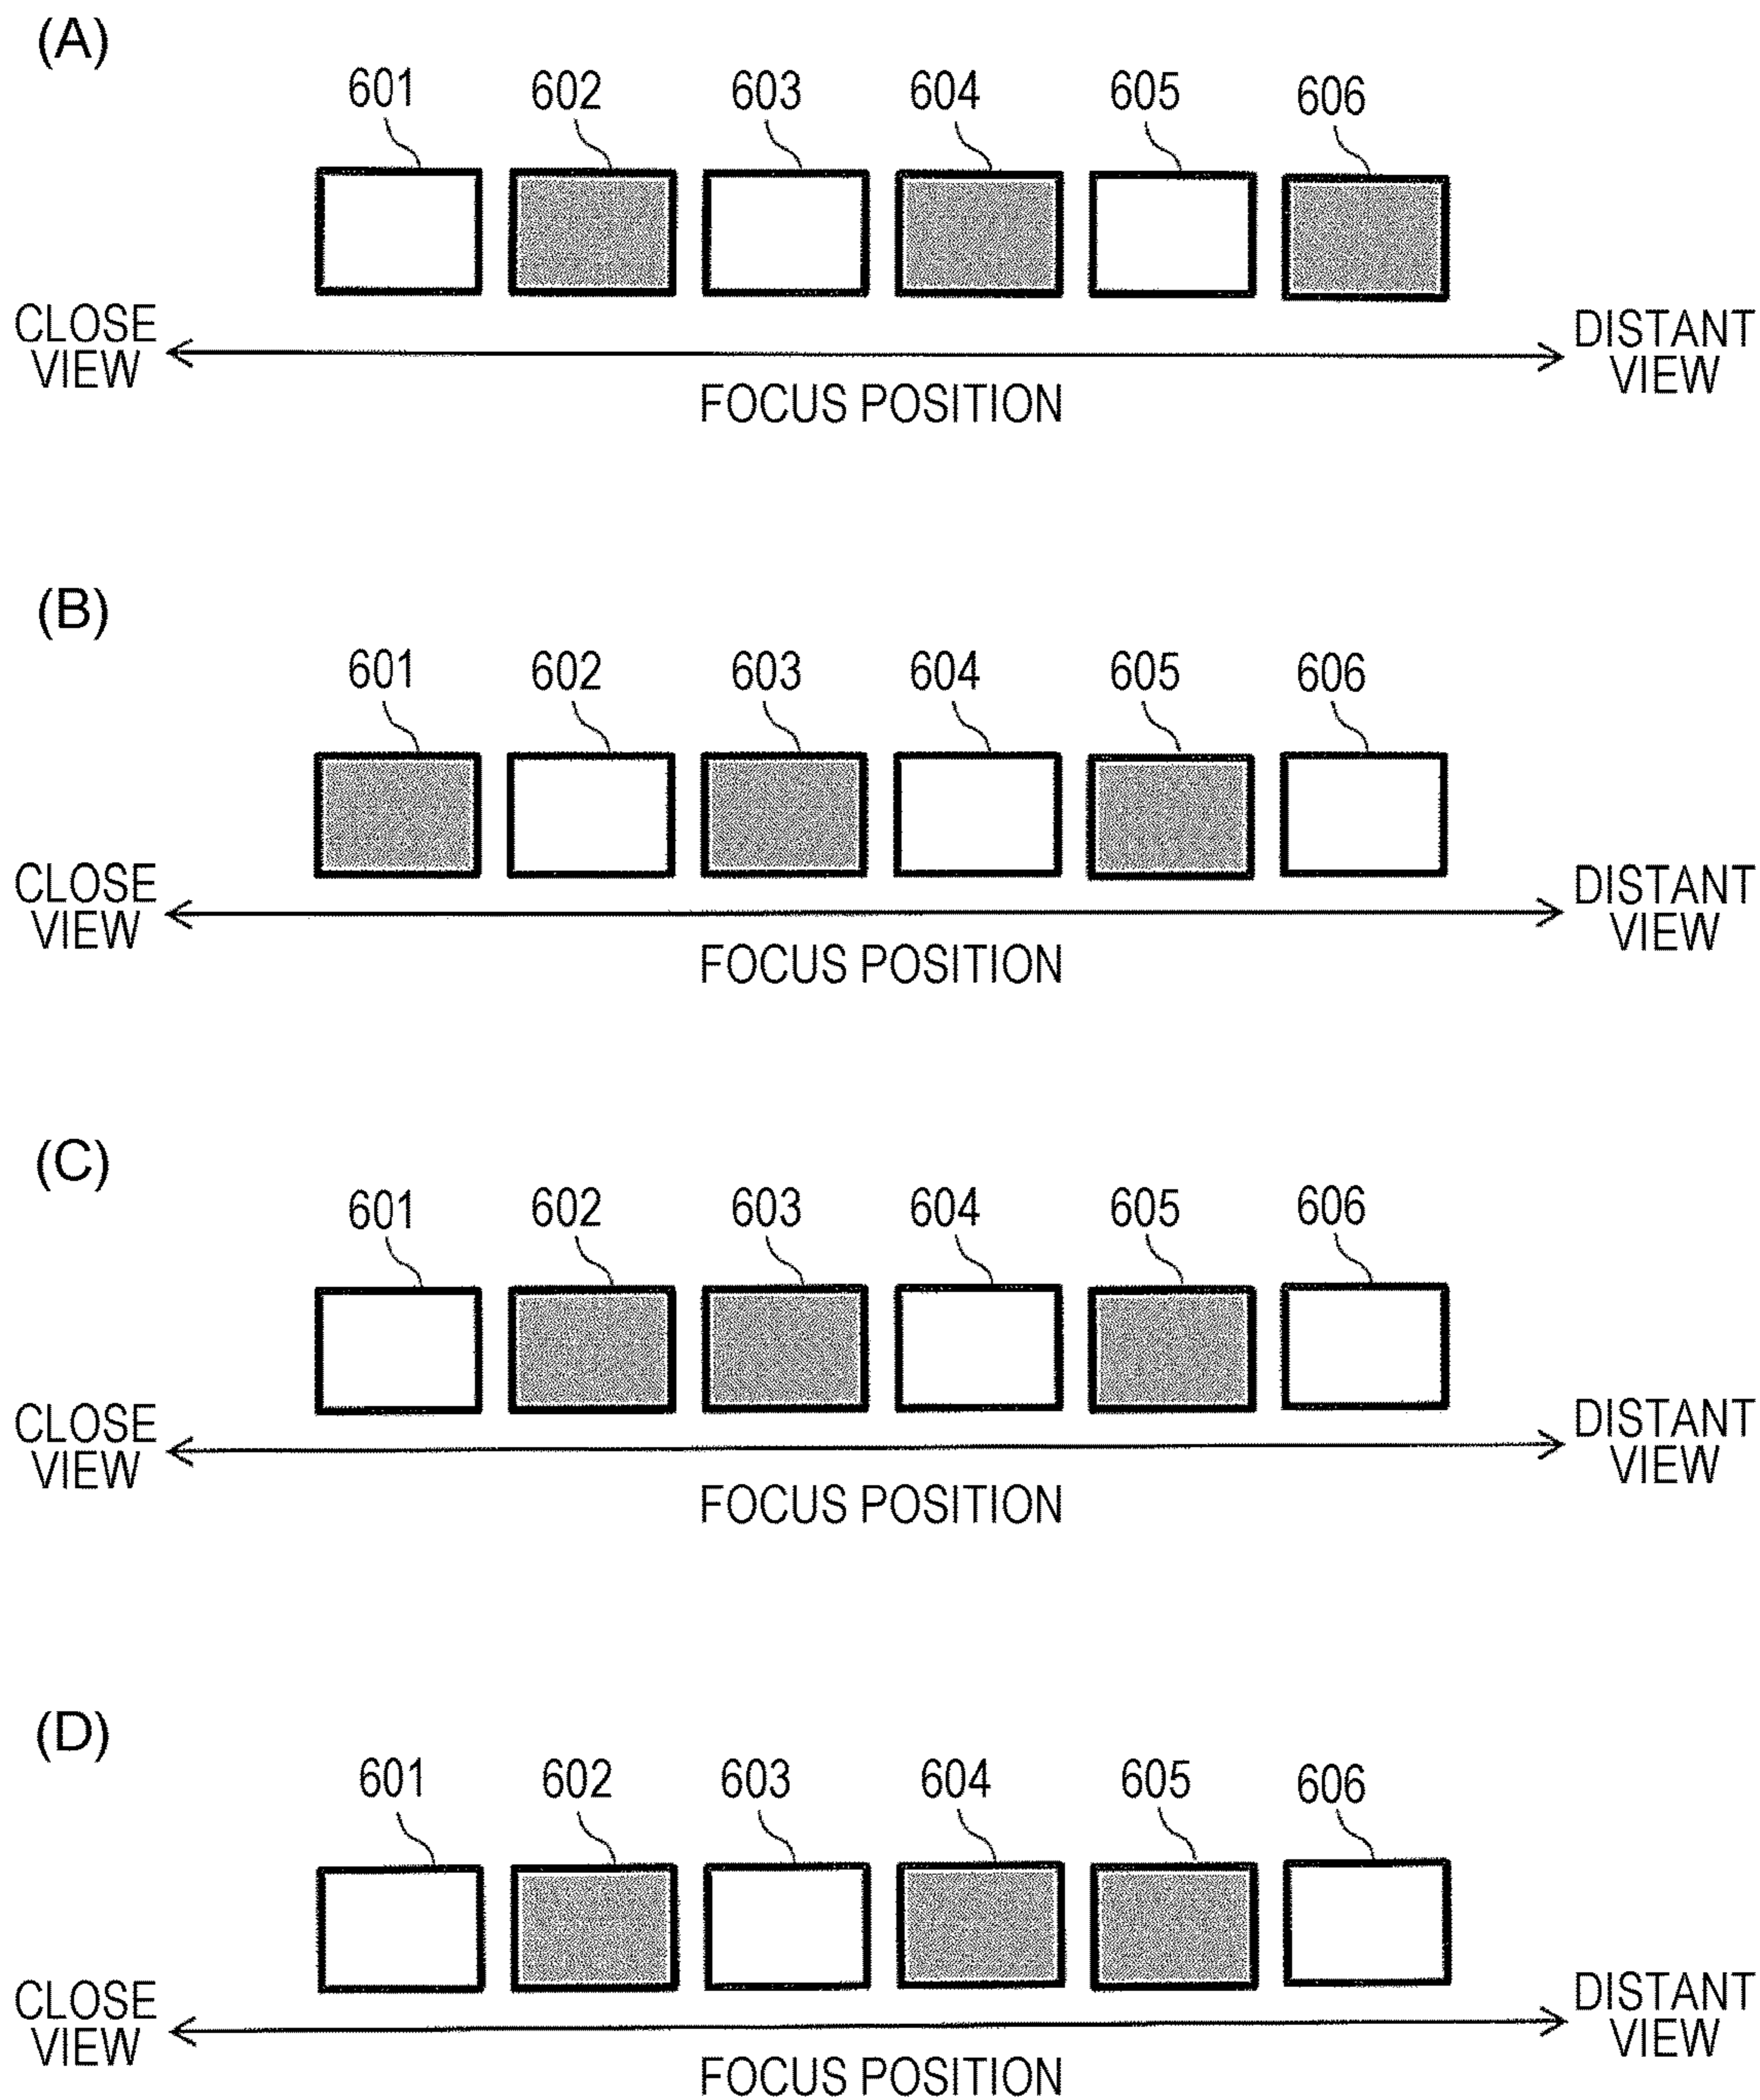 (A)
601 602 603 604 605 606
CLOSE VIEW
DISTANT VIEW
FOCUS POSITION
(B)
601 602 603 604 605 606
CLOSE VIEW
DISTANT VIEW
FOCUS POSITION
(C)
601 602 603 604 605 606
CLOSE VIEW
DISTANT VIEW
FOCUS POSITION
(D)
601 602 603 604 605 606
CLOSE VIEW
DISTANT VIEW
FOCUS POSITION